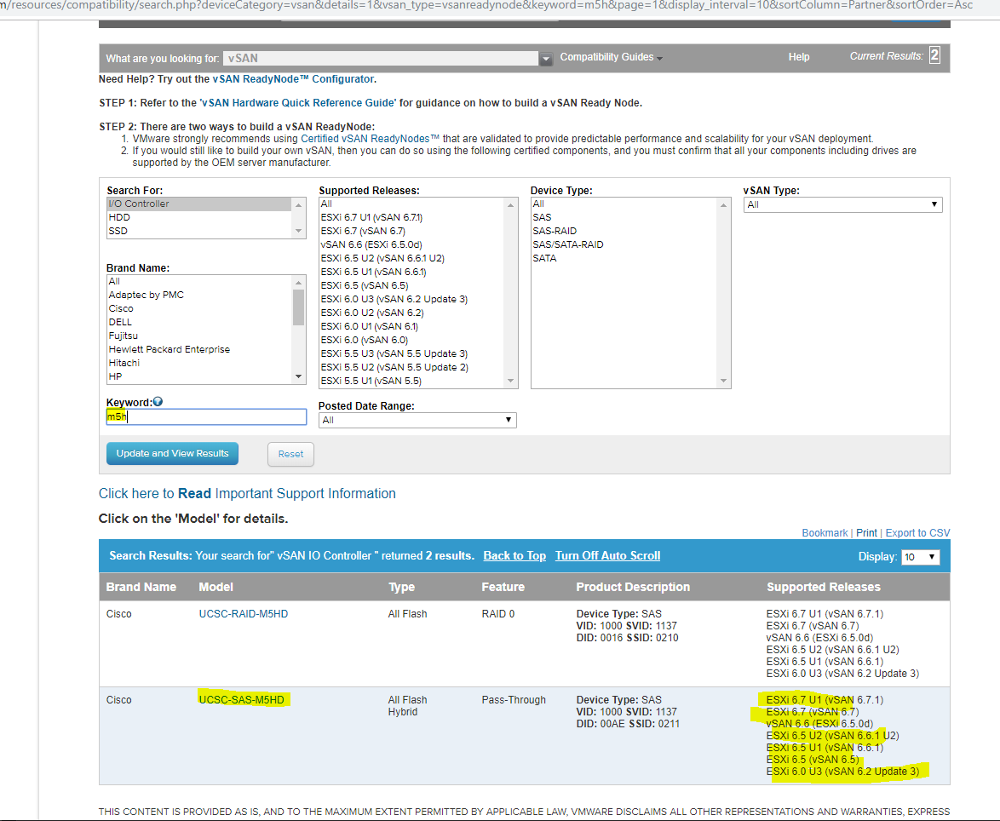 m/resources/compatibility/search.php?deviceCategory=vsan&details=1&vsan_type=vsanreadynode&keyword=m5h&page=1&display_interval=10&sortColumn=Partner&sortOrder=Asc
What are you looking for: vSAN Compatibility Guides Help Current Results: 2
Need Help? Try out the vSAN ReadyNode™ Configurator.
STEP 1: Refer to the 'vSAN Hardware Quick Reference Guide' for guidance on how to build a vSAN Ready Node.
STEP 2: There are two ways to build a vSAN ReadyNode:
1. VMware strongly recommends using Certified vSAN ReadyNodes™ that are validated to provide predictable performance and scalability for your vSAN deployment.
2. If you would still like to build your own vSAN, then you can do so using the following certified components, and you must confirm that all your components including drives are
supported by the OEM server manufacturer.
Search For:
I/O Controller
HDD
SSD
Brand Name:
All
Adaptec by PMC
Cisco
DELL
Fujitsu
Hewlett Packard Enterprise
Hitachi
HP
Keyword:
m5h
Supported Releases:
All
ESXi 6.7 U1 (vSAN 6.7.1)
ESXi 6.7 (vSAN 6.7)
vSAN 6.6 (ESXi 6.5.0d)
ESXi 6.5 U2 (vSAN 6.6.1 U2)
ESXi 6.5 U1 (vSAN 6.6.1)
ESXi 6.5 (vSAN 6.5)
ESXi 6.0 U3 (vSAN 6.2 Update 3)
ESXi 6.0 U2 (vSAN 6.2)
ESXi 6.0 U1 (vSAN 6.1)
ESXi 6.0 (vSAN 6.0)
ESXi 5.5 U3 (vSAN 5.5 Update 3)
ESXi 5.5 U2 (vSAN 5.5 Update 2)
ESXi 5.5 U1 (vSAN 5.5)
Posted Date Range:
All
Device Type:
All
SAS
SAS-RAID
SAS/SATA-RAID
SATA
vSAN Type:
All
Update and View Results Reset
Click here to Read Important Support Information
Click on the 'Model' for details.
Bookmark | Print | Export to CSV
Search Results: Your search for" vSAN IO Controller " returned 2 results. Back to Top Turn Off Auto Scroll Display: 10
Brand Name Model Type Feature Product Description Supported Releases
Cisco UCSC-RAID-M5HD All Flash RAID 0 Device Type: SAS ESXi 6.7 U1 (vSAN 6.7.1)
VID: 1000 SVID: 1137 ESXi 6.7 (vSAN 6.7)
DID: 0016 SSID: 0210 vSAN 6.6 (ESXi 6.5.0d)
ESXi 6.5 U2 (vSAN 6.6.1 U2)
ESXi 6.5 U1 (vSAN 6.6.1)
ESXi 6.0 U3 (vSAN 6.2 Update 3)
Cisco UCSC-SAS-M5HD All Flash Pass-Through Device Type: SAS ESXi 6.7 U1 (vSAN 6.7.1)
Hybrid VID: 1000 SVID: 1137 ESXi 6.7 (vSAN 6.7)
DID: 00AE SSID: 0211 vSAN 6.6 (ESXi 6.5.0d)
ESXi 6.5 U2 (vSAN 6.6.1 U2)
ESXi 6.5 U1 (vSAN 6.6.1)
ESXi 6.5 (vSAN 6.5)
ESXi 6.0 U3 (vSAN 6.2 Update 3)
THIS CONTENT IS PROVIDED AS IS, AND TO THE MAXIMUM EXTENT PERMITTED BY APPLICABLE LAW, VMWARE DISCLAIMS ALL OTHER REPRESENTATIONS AND WARRANTIES, EXPRESS